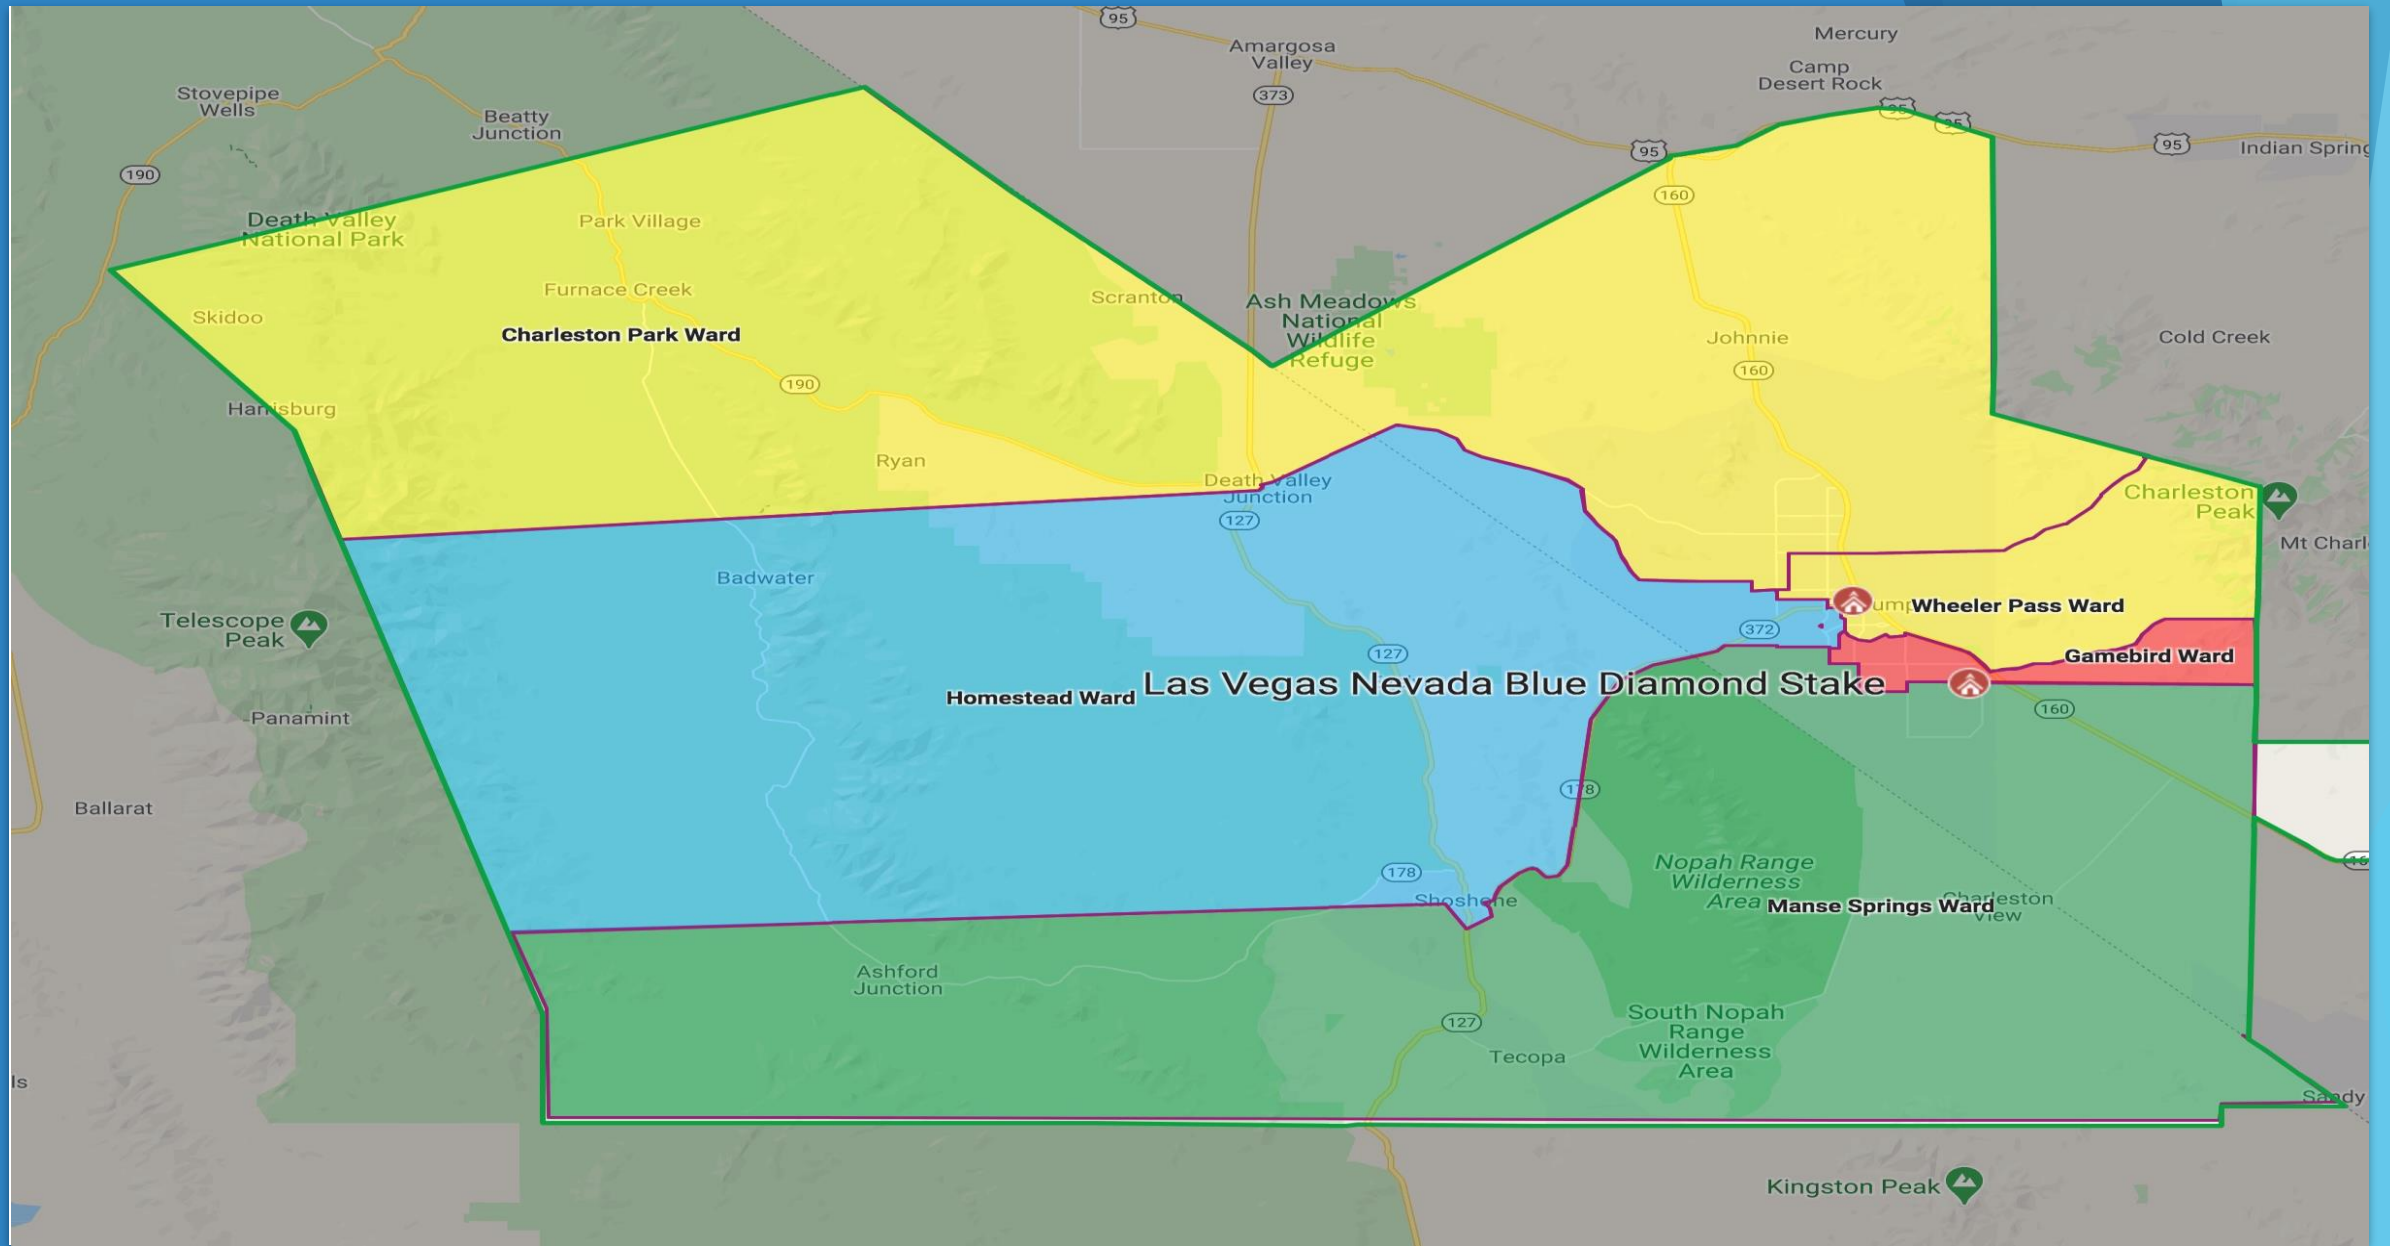 95
Amargosa
Valley
373
Mercury
Camp
Desert Rock
95
95
95
95
Indian Spring
Stovepipe
Wells
Beatty
Junction
190
160
Death Valley
National Park
Park Village
Furnace Creek
Scranton
Ash Meadows
National
Wildlife
Refuge
Skidoo
Charleston Park Ward
Johnnie
Cold Creek
160
190
Harrisburg
Ryan
Death Valley
Junction
127
Charleston
Peak
Mt Charl
Badwater
Telescope
Peak
ump
Wheeler Pass Ward
372
127
Gamebird Ward
Homestead Ward
Las Vegas Nevada Blue Diamond Stake
160
Panamint
178
Ballarat
178
Shoshone
Nopah Range
Wilderness
Area
Manse Springs Ward
Charleston
View
16
Ashford
Junction
127
South Nopah
Range
Wilderness
Area
Tecopa
ls
Sandy
Kingston Peak